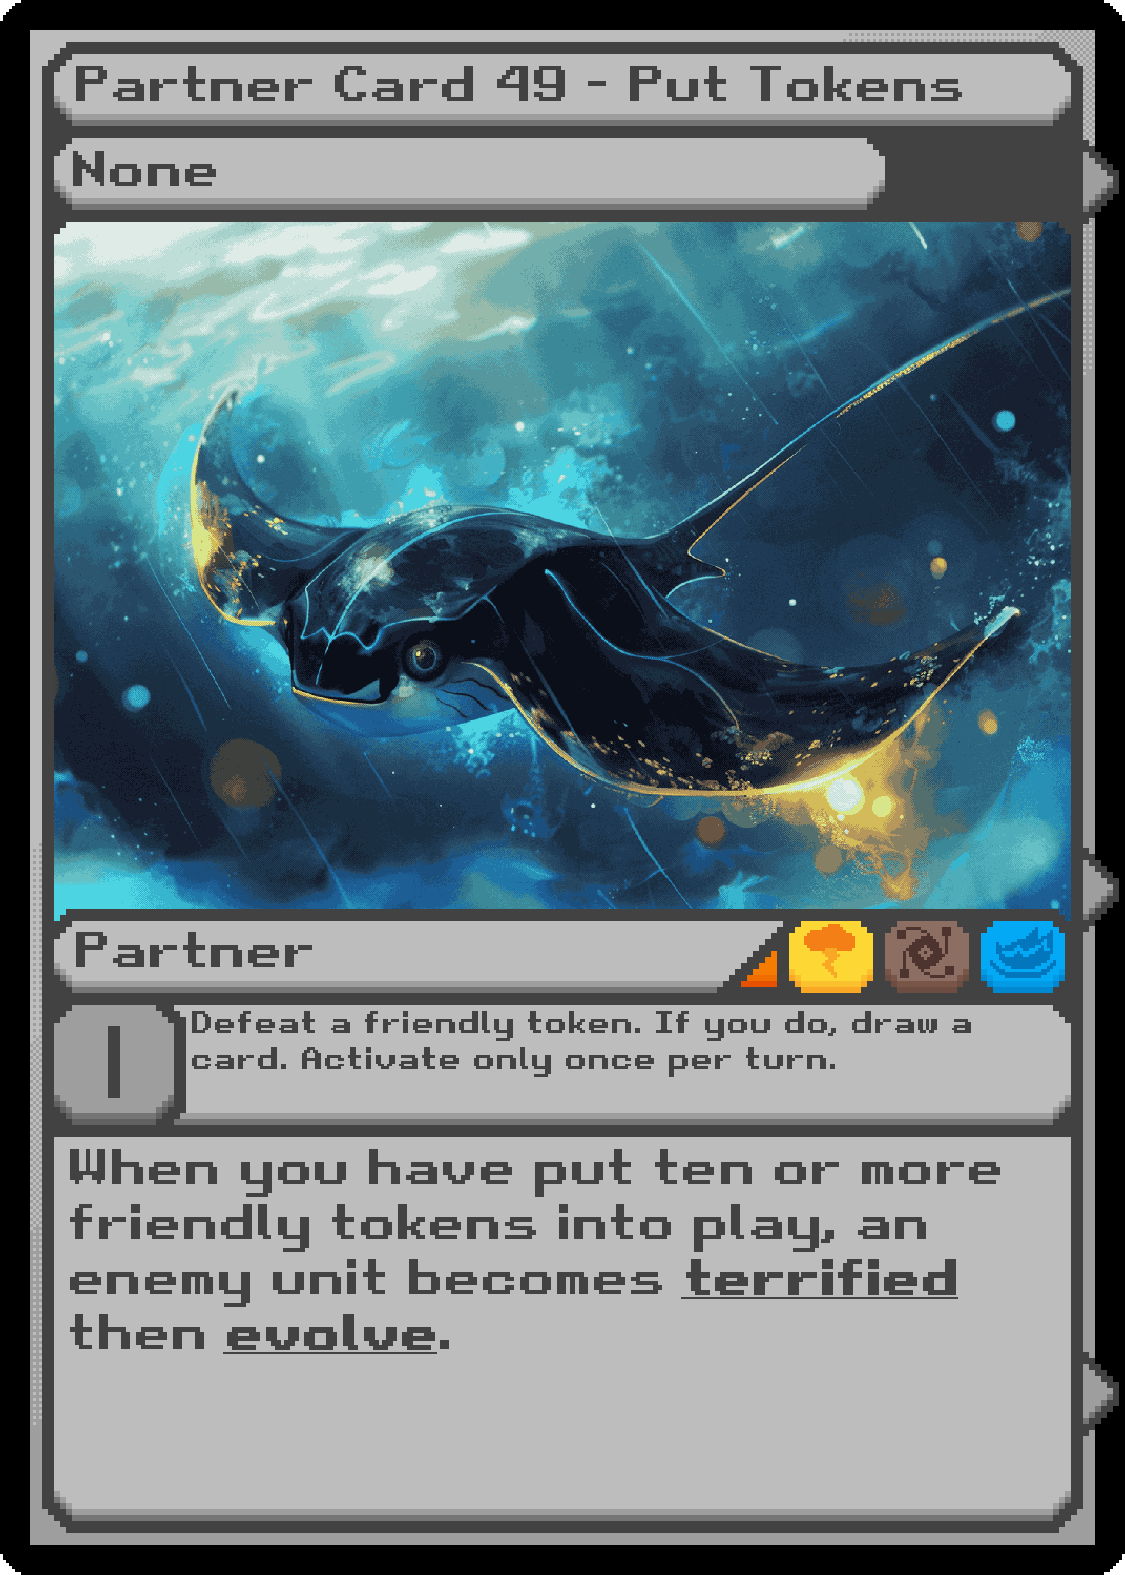 Partner Card 49 - Put Tokens
None
Partner
I
Defeat a friendly token. If you do, draw a
card. Activate only once per turn.
When you have put ten or more
friendly tokens into play, an
enemy unit becomes terrified
then evolve.